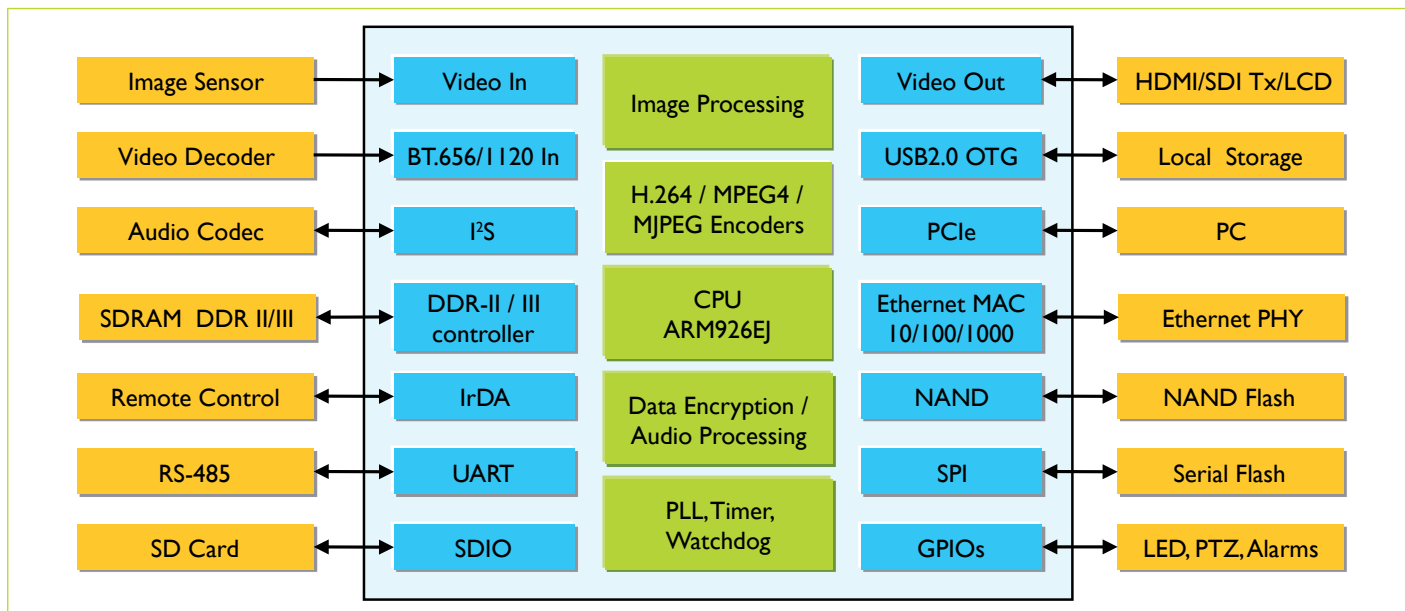 Image Sensor
Video In
Image Processing
Video Out
HDMI/SDI Tx/LCD
Video Decoder
BT.656/1120 In
H.264 / MPEG4 /
MJPEG Encoders
USB2.0 OTG
Local Storage
Audio Codec
I²S
PCIe
PC
SDRAM DDR II/III
DDR-II / III
controller
CPU
ARM926EJ
Ethernet MAC
10/100/1000
Ethernet PHY
Remote Control
IrDA
Data Encryption /
Audio Processing
NAND
NAND Flash
RS-485
UART
SPI
Serial Flash
PLL, Timer,
Watchdog
SD Card
SDIO
GPIOs
LED, PTZ, Alarms